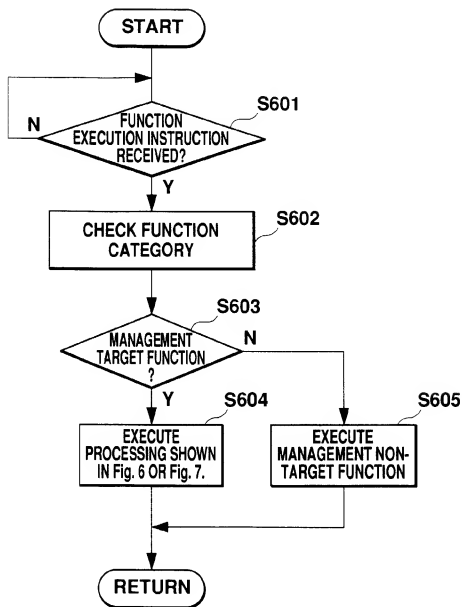 START
S601
N
FUNCTION
EXECUTION INSTRUCTION
RECEIVED?
Y
S602
CHECK FUNCTION
CATEGORY
S603
MANAGEMENT
TARGET FUNCTION
?
N
Y
S604
EXECUTE
PROCESSING SHOWN
IN Fig. 6 OR Fig. 7.
S605
EXECUTE
MANAGEMENT NON-
TARGET FUNCTION
RETURN